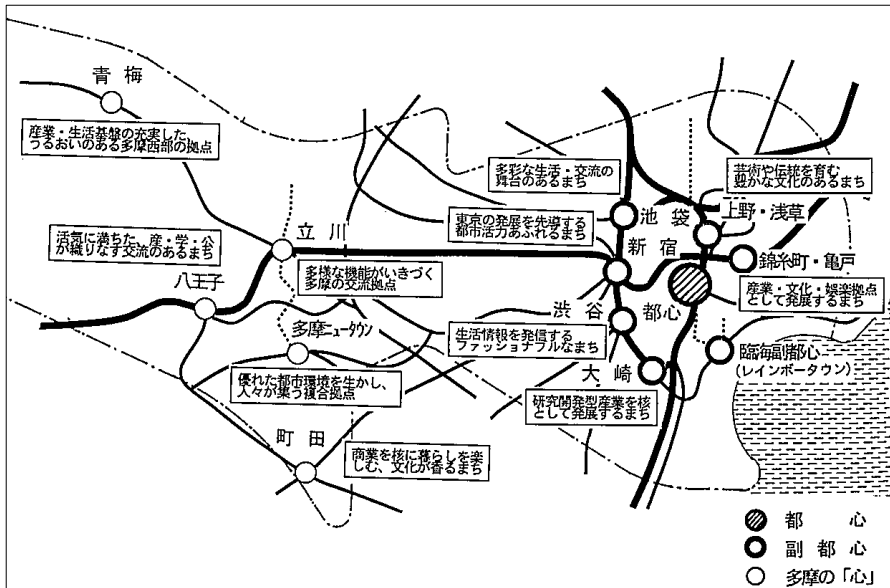 青梅
産業・生活基盤の充実した、
うるおいのある多摩西部の拠点
多彩な生活・交流の
舞台のあるまち
芸術や伝統を育む
豊かな文化のあるまち
池袋
上野・浅草
東京の発展を先導する
都市活力あふれるまち
立川
新宿
活気に満ちた、産・学・公
が織りなす交流のあるまち
錦糸町・亀戸
八王子
多様な機能がいきづく
多摩の交流拠点
産業・文化・娯楽拠点
として発展するまち
渋谷
都心
多摩ニュータウン
生活情報を発信する
ファッショナブルなまち
臨海副都心
(レインボータウン)
大崎
優れた都市環境を生かし、
人々が集う複合拠点
研究開発型産業を核
として発展するまち
町田
商業を核に暮らしを楽
しむ、文化が香るまち
都心
副都心
多摩の「心」